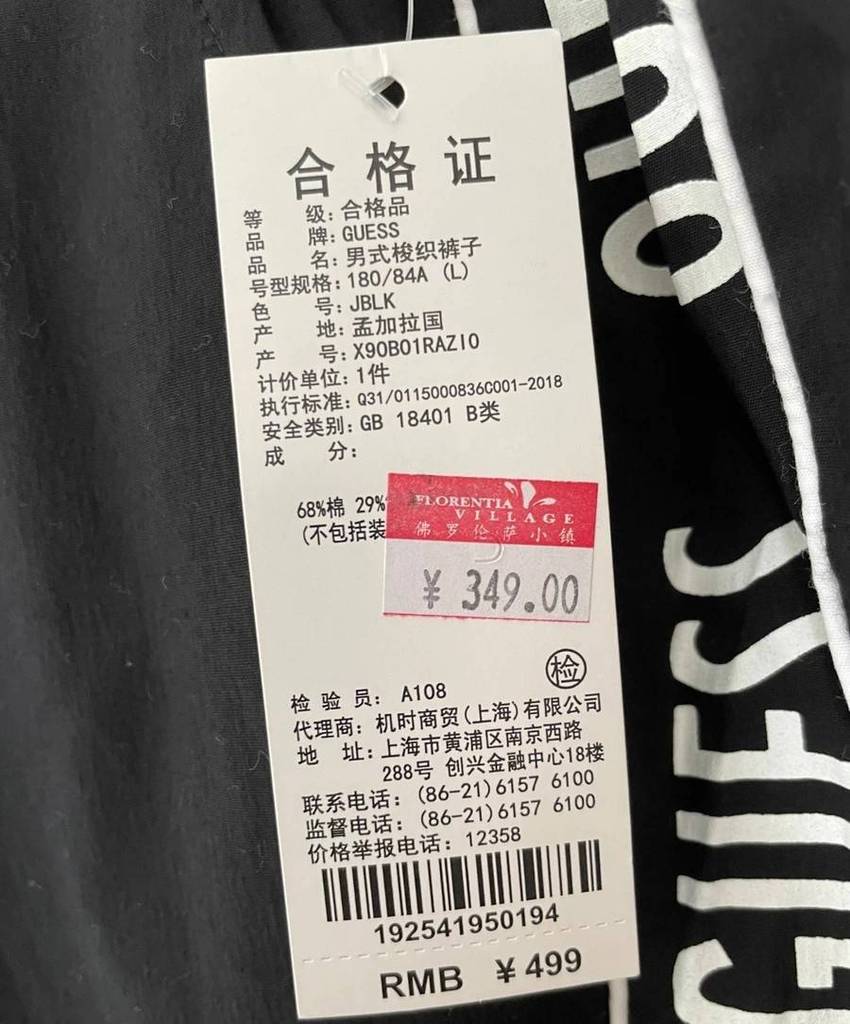 合格证
等级：合格品
品牌：GUESS
品名：男式梭织裤子
号型规格：180/84A (L)
色号：JBLK
产地：孟加拉国
产号：X90B01RAZI0
计价单位：1件
执行标准：Q31/0115000836C001-2018
安全类别：GB 18401 B类
成分：
68%棉 29%
(不包括装
FLORENTIA
VILLAGE
佛罗伦萨小镇
¥ 349.00
检
检验员： A108
代理商：机时商贸(上海)有限公司
地址：上海市黄浦区南京西路
288号 创兴金融中心18楼
联系电话：(86-21)6157 6100
监督电话：(86-21)6157 6100
价格举报电话：12358
192541950194
RMB ¥499
GUESS